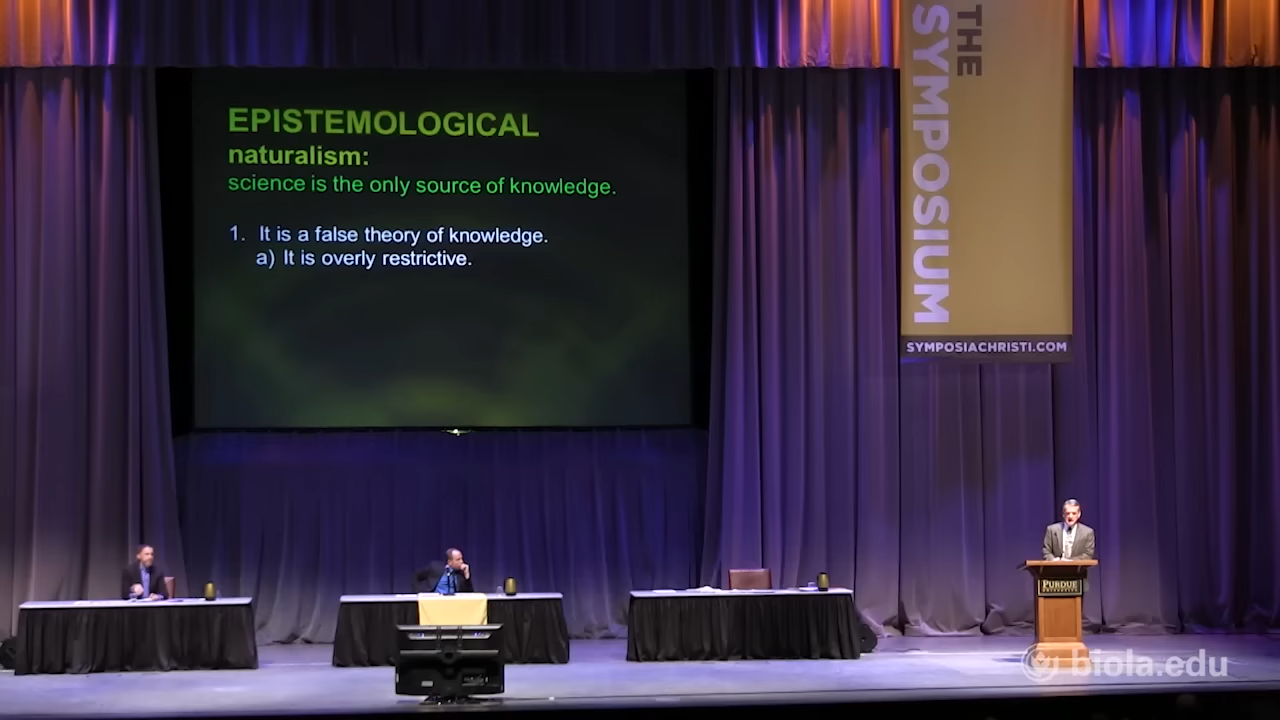 EPISTEMOLOGICAL
naturalism:
science is the only source of knowledge.
1. It is a false theory of knowledge.
a) It is overly restrictive.
THE
SYMPOSIUM
SYMPOSIACHRISTI.COM
PURDUE
UNIVERSITY
biola.edu